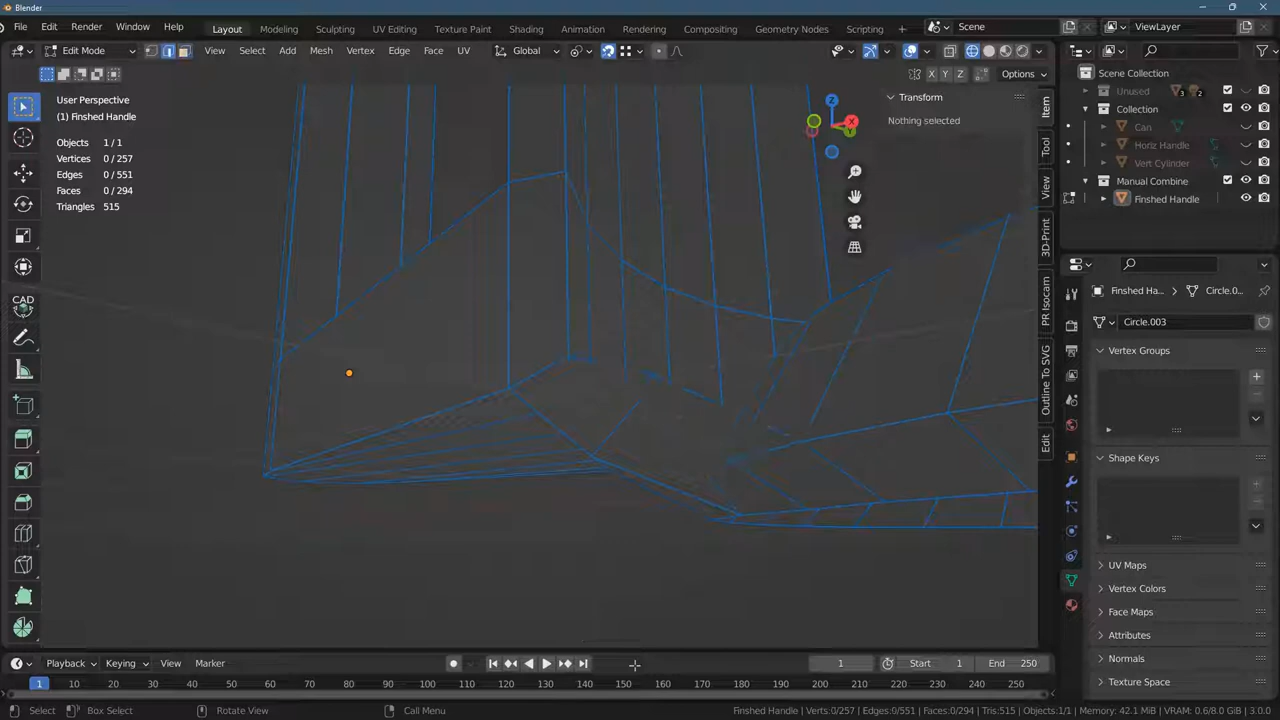 Blender
File Edit Render Window Help Layout Modeling Sculpting UV Editing Texture Paint Shading Animation Rendering Compositing Geometry Nodes Scripting + Scene ViewLayer
Edit Mode View Select Add Mesh Vertex Edge Face UV Global
X Y Z Options
User Perspective
(1) Finshed Handle
Objects 1 / 1
Vertices 0 / 257
Edges 0 / 551
Faces 0 / 294
Triangles 515
CAD
Transform
Nothing selected
Z
X
Y
Item
Tool
View
3D-Print
PR Isocam
Outline To SVG
Edit
Scene Collection
Unused 3 2
Collection
Can
Horiz Handle
Vert Cylinder
Manual Combine
Finshed Handle
Finshed Ha... Circle.0...
Circle.003
Vertex Groups
Shape Keys
UV Maps
Vertex Colors
Face Maps
Attributes
Normals
Texture Space
Playback Keying View Marker 1 Start 1 End 250
1 10 20 30 40 50 60 70 80 90 100 110 120 130 140 150 160 170 180 190 200 210 220 230 240 250
Select Box Select Rotate View Call Menu Finshed Handle | Verts:0/257 | Edges:0/551 | Faces:0/294 | Tris:515 | Objects:1/1 | Memory: 42.1 MiB | VRAM: 0.6/8.0 GiB | 3.0.0